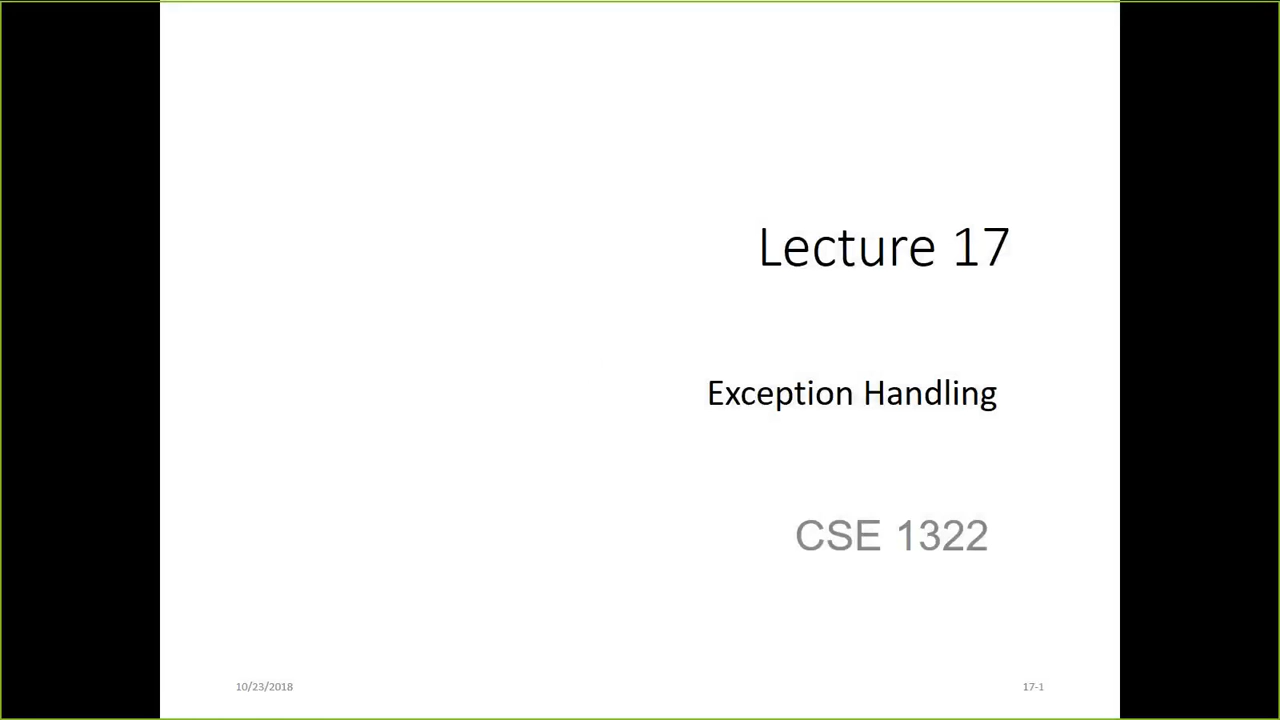 Lecture 17
Exception Handling
CSE 1322
10/23/2018
17-1